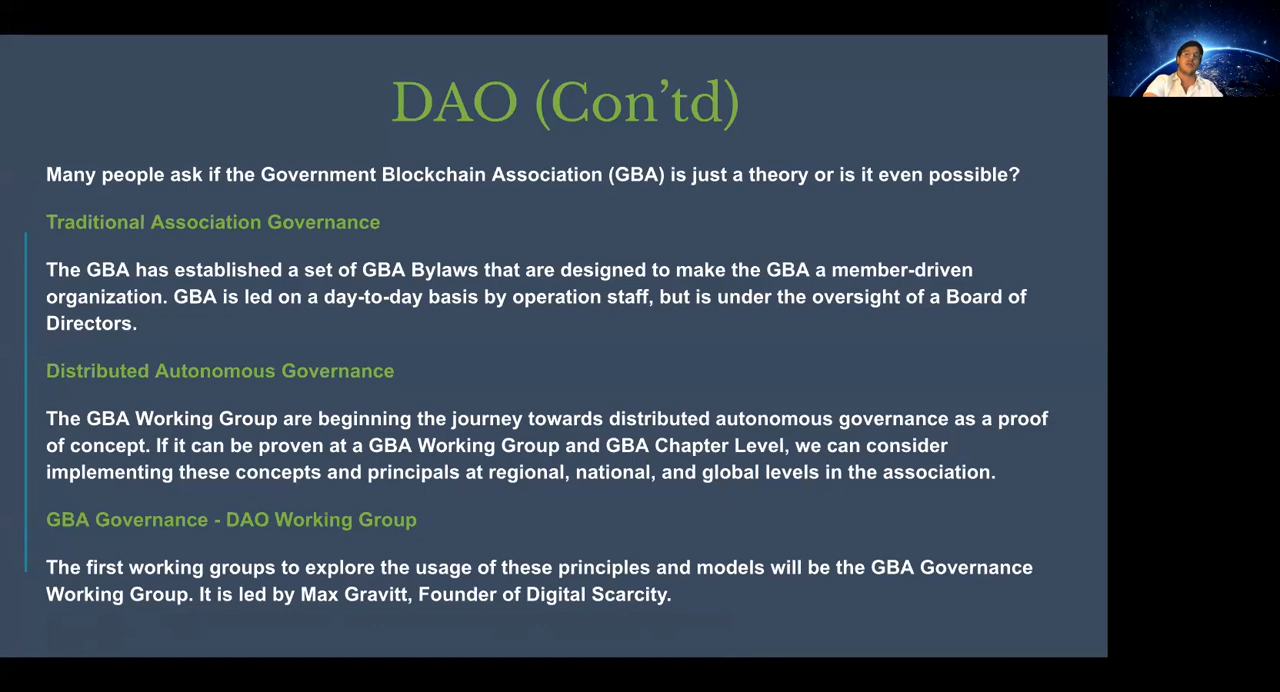 DAO (Con’td)
Many people ask if the Government Blockchain Association (GBA) is just a theory or is it even possible?
Traditional Association Governance
The GBA has established a set of GBA Bylaws that are designed to make the GBA a member-driven
organization. GBA is led on a day-to-day basis by operation staff, but is under the oversight of a Board of
Directors.
Distributed Autonomous Governance
The GBA Working Group are beginning the journey towards distributed autonomous governance as a proof
of concept. If it can be proven at a GBA Working Group and GBA Chapter Level, we can consider
implementing these concepts and principals at regional, national, and global levels in the association.
GBA Governance - DAO Working Group
The first working groups to explore the usage of these principles and models will be the GBA Governance
Working Group. It is led by Max Gravitt, Founder of Digital Scarcity.